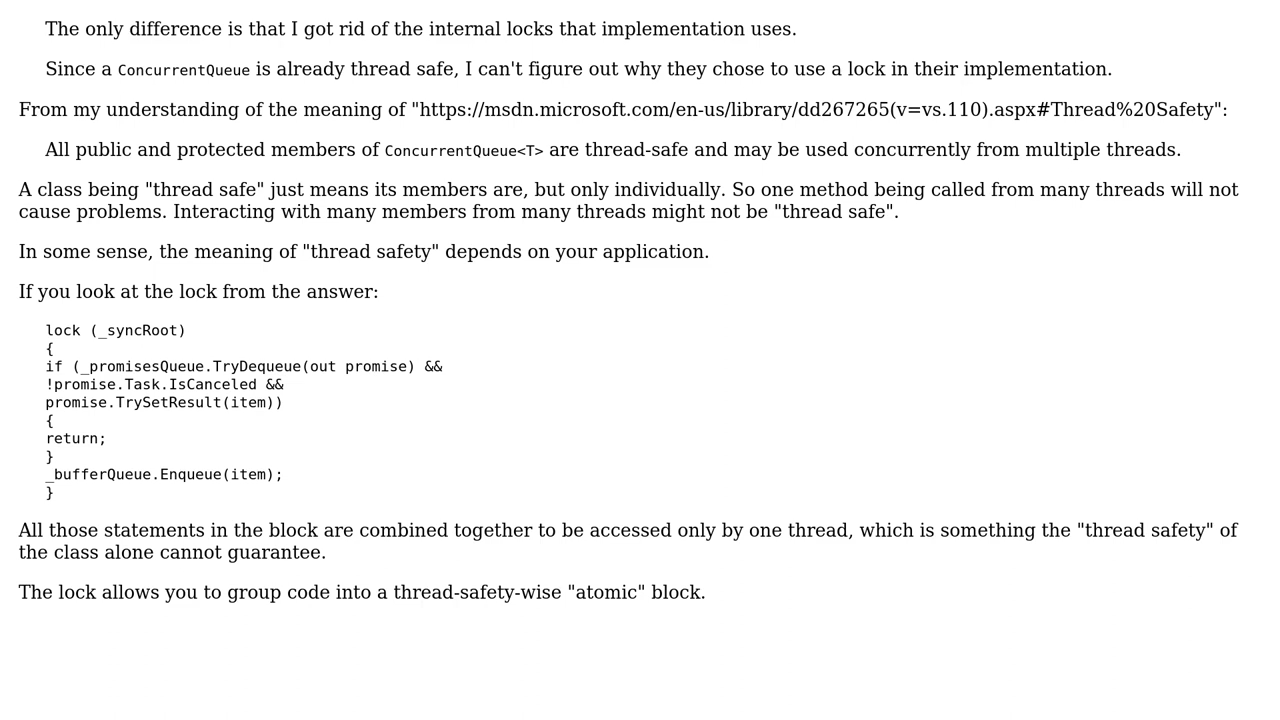 The only difference is that I got rid of the internal locks that implementation uses.
Since a ConcurrentQueue is already thread safe, I can't figure out why they chose to use a lock in their implementation.
From my understanding of the meaning of "https://msdn.microsoft.com/en-us/library/dd267265(v=vs.110).aspx#Thread%20Safety":
All public and protected members of ConcurrentQueue<T> are thread-safe and may be used concurrently from multiple threads.
A class being "thread safe" just means its members are, but only individually. So one method being called from many threads will not
cause problems. Interacting with many members from many threads might not be "thread safe".
In some sense, the meaning of "thread safety" depends on your application.
If you look at the lock from the answer:
lock (_syncRoot)
{
if (_promisesQueue.TryDequeue(out promise) &&
!promise.Task.IsCanceled &&
promise.TrySetResult(item))
{
return;
}
_bufferQueue.Enqueue(item);
}
All those statements in the block are combined together to be accessed only by one thread, which is something the "thread safety" of
the class alone cannot guarantee.
The lock allows you to group code into a thread-safety-wise "atomic" block.